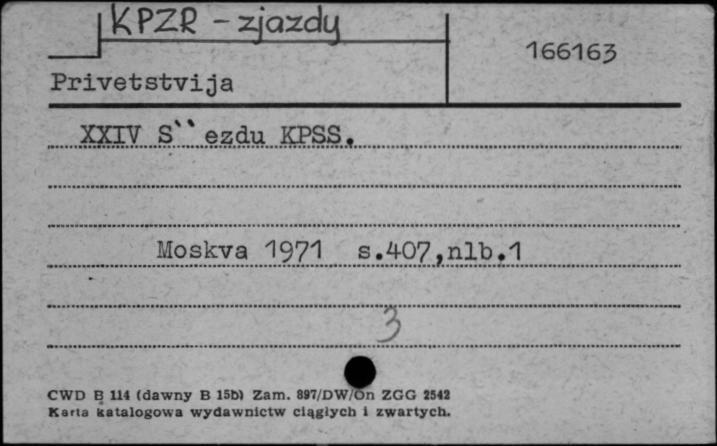 KPZR - zjazdy
166163
Privetstvija
XXIV S``ezdu KPSS.
Moskva 1971 s.407,nlb.1
3
CWD B 114 (dawny B 15b) Zam. 897/DW/On ZGG 2542
Karta katalogowa wydawnictw ciągłych i zwartych.